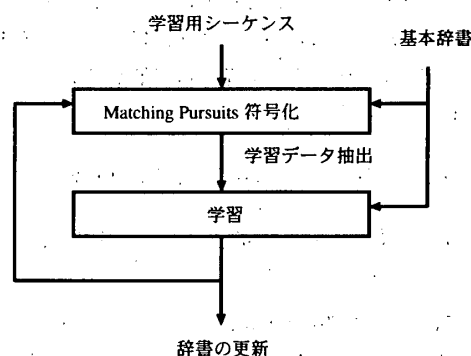 学習用シーケンス
基本辞書
Matching Pursuits 符号化
学習データ抽出
学習
辞書の更新